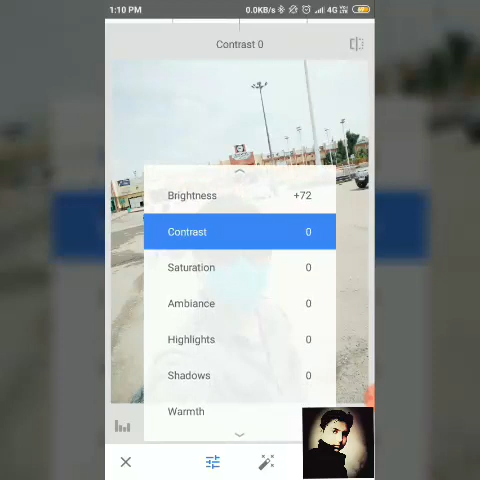 1:10 PM 0.0KB/s 4G
Contrast 0
Brightness +72
Contrast 0
Saturation 0
Ambiance 0
Highlights 0
Shadows 0
Warmth